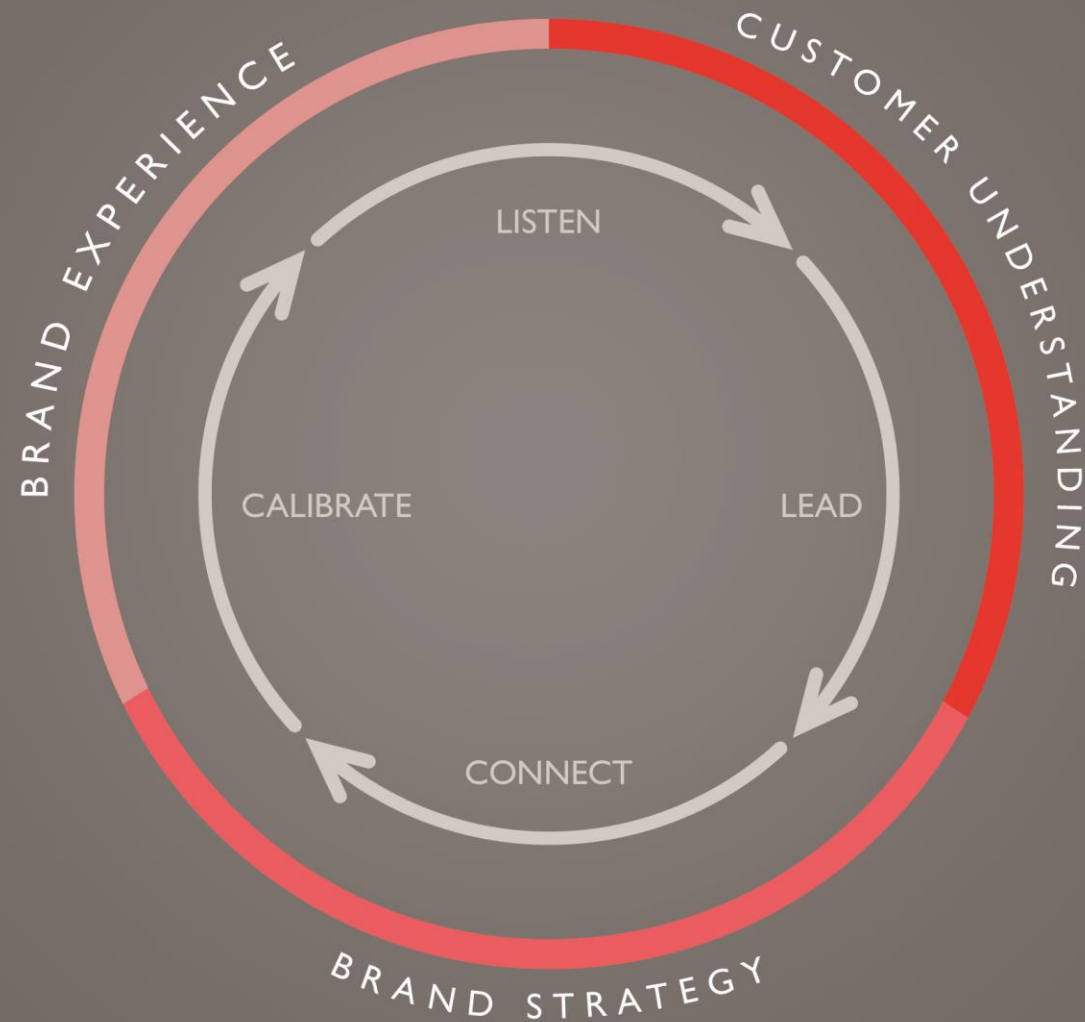 BRAND EXPERIENCE
CUSTOMER UNDERSTANDING
LISTEN
CALIBRATE
LEAD
CONNECT
BRAND STRATEGY